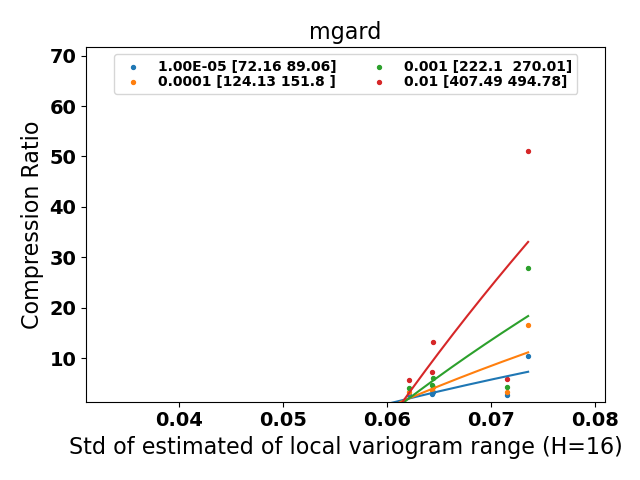 mgard
1.00E-05 [72.16 89.06]
0.0001 [124.13 151.8 ]
0.001 [222.1  270.01]
0.01 [407.49 494.78]
Compression Ratio
70
60
50
40
30
20
10
0.04 0.05 0.06 0.07 0.08
Std of estimated of local variogram range (H=16)